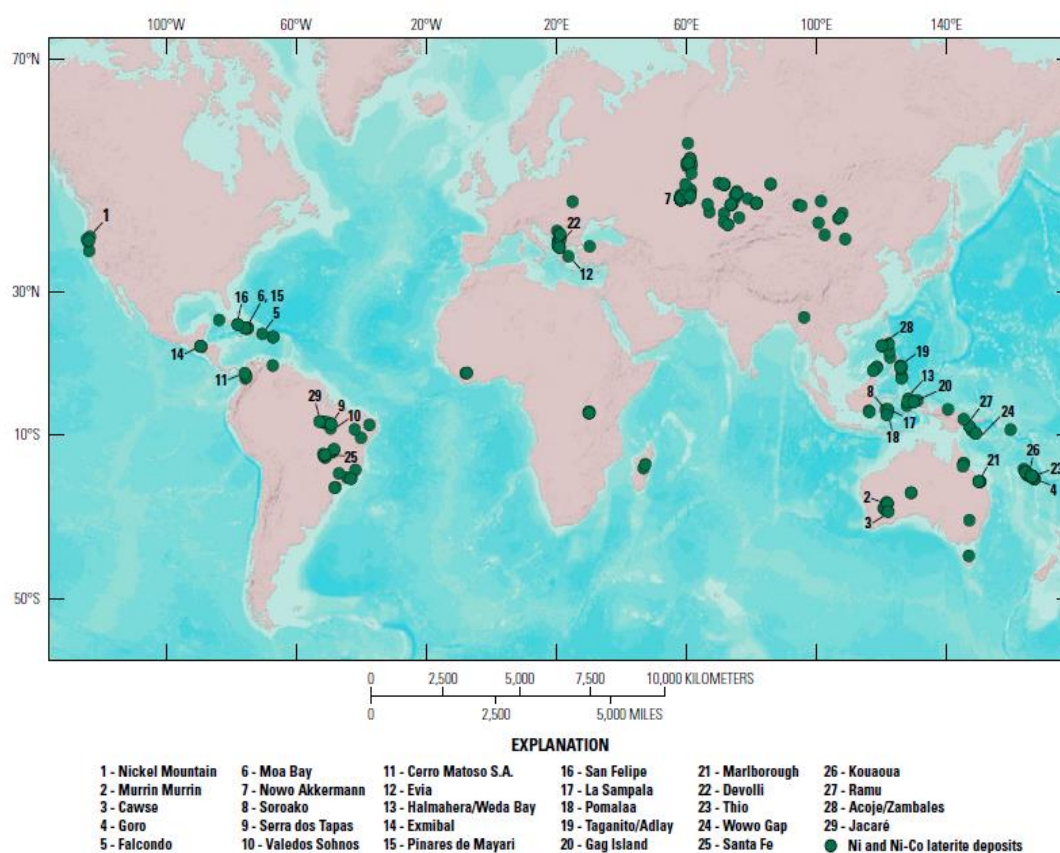 100°W 60°W 20°W 20°E 60°E 100°E 140°E
70°N
7
1
22
12
30°N
16 6, 15 5
28
14
19
11
13
20
29 9
8
27
10
17
24
10°S
18
25
26
21
23
2
4
3
50°S
0 2,500 5,000 7,500 10,000 KILOMETERS
0 2,500 5,000 MILES
EXPLANATION
1 - Nickel Mountain 6 - Moa Bay 11 - Cerro Matoso S.A. 16 - San Felipe 21 - Marlborough 26 - Kouaoua
2 - Murrin Murrin 7 - Nowo Akkermann 12 - Evia 17 - La Sampala 22 - Devolli 27 - Ramu
3 - Cawse 8 - Soroako 13 - Halmahera/Weda Bay 18 - Pomalaa 23 - Thio 28 - Acoje/Zambales
4 - Goro 9 - Serra dos Tapas 14 - Exmibal 19 - Taganito/Adlay 24 - Wowo Gap 29 - Jacaré
5 - Falcondo 10 - Valedos Sohnos 15 - Pinares de Mayari 20 - Gag Island 25 - Santa Fe Ni and Ni-Co laterite deposits